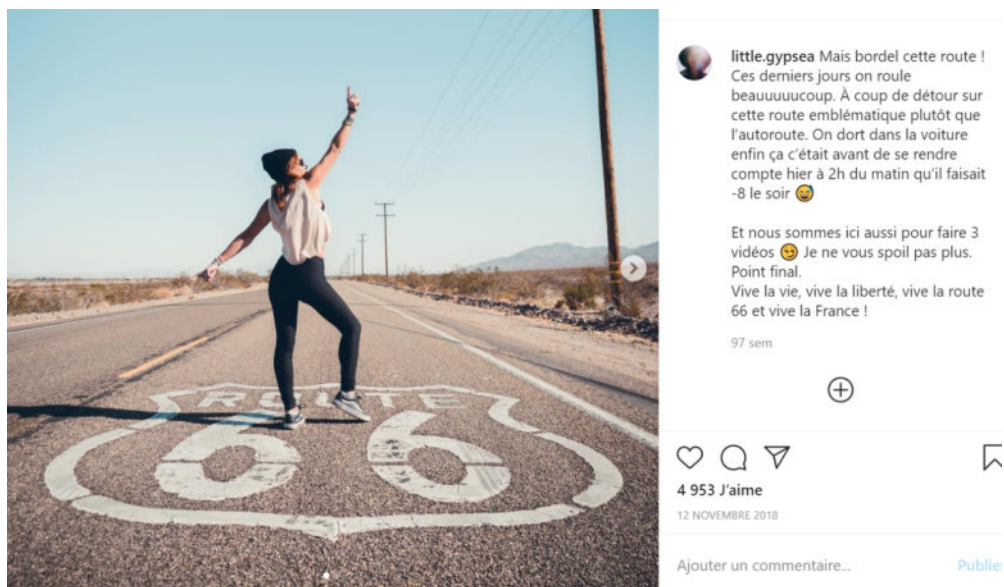 little.gypsea Mais bordel cette route !
Ces derniers jours on roule
beauuuuucoup. À coup de détour sur
cette route emblématique plutôt que
l'autoroute. On dort dans la voiture
enfin ça c'était avant de se rendre
compte hier à 2h du matin qu'il faisait
-8 le soir 😅
Et nous sommes ici aussi pour faire 3
vidéos 😏 Je ne vous spoil pas plus.
Point final.
Vive la vie, vive la liberté, vive la route
66 et vive la France !
97 sem
ROUTE
66
4 953 J'aime
12 NOVEMBRE 2018
Ajouter un commentaire...
Publie